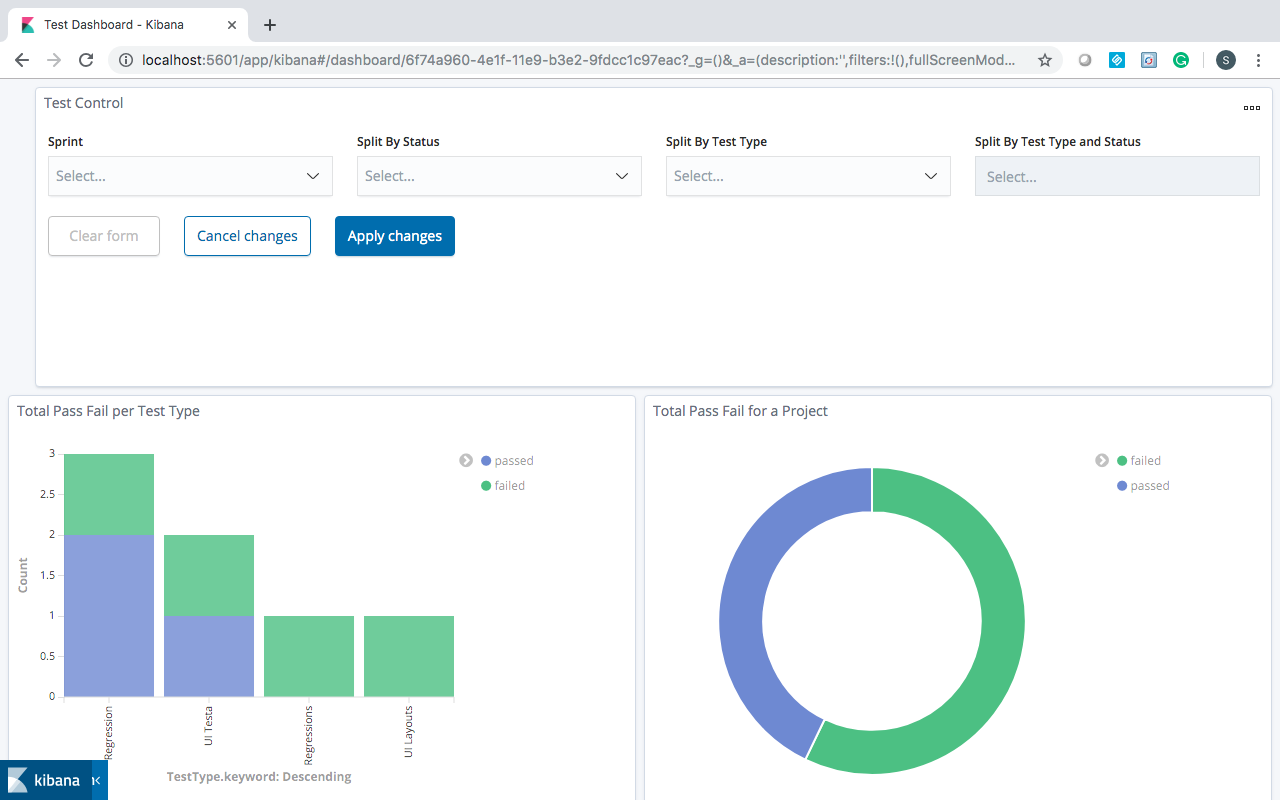 Test Dashboard - Kibana
localhost:5601/app/kibana#/dashboard/6f74a960-4e1f-11e9-b3e2-9fdcc1c97eac?_g=()&_a=(description:'',filters:!(),fullScreenMod...
S
Test Control
Sprint Split By Status Split By Test Type Split By Test Type and Status
Select... Select... Select... Select...
Clear form Cancel changes Apply changes
Total Pass Fail per Test Type
3
2.5
2
1.5
1
0.5
0
Count
Regression
UI Testa
Regressions
UI Layouts
TestType.keyword: Descending
passed
failed
Total Pass Fail for a Project
failed
passed
kibana